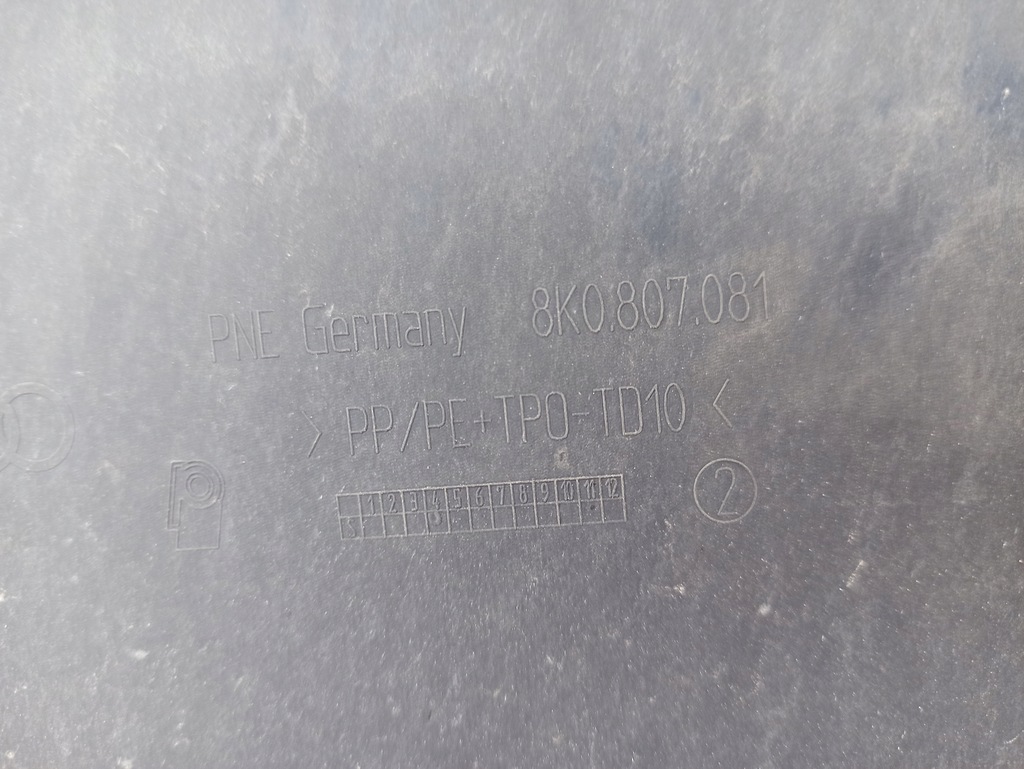 PNE Germany 8K0.807.081
> PP/PE+TPO-TD10 <
1 2 3 4 5 6 7 8 9 10 11 12
2